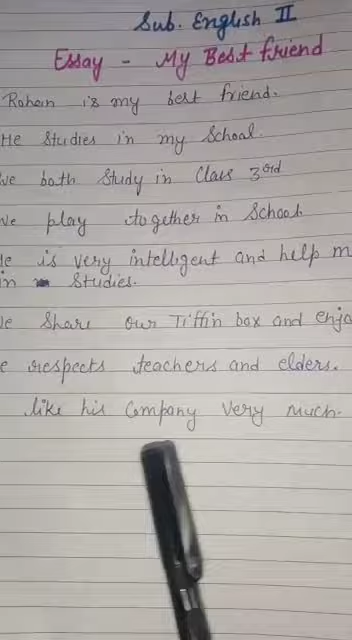 Sub. English II
Essay - My Best friend
is my best friend.
He Studies in my School.
we both Study in Class 3rd
we play together in School
He is very intelligent and help m
in Studies.
We Share our Tiffin box and enjo
e respects teachers and elders.
like his Company Very Much.